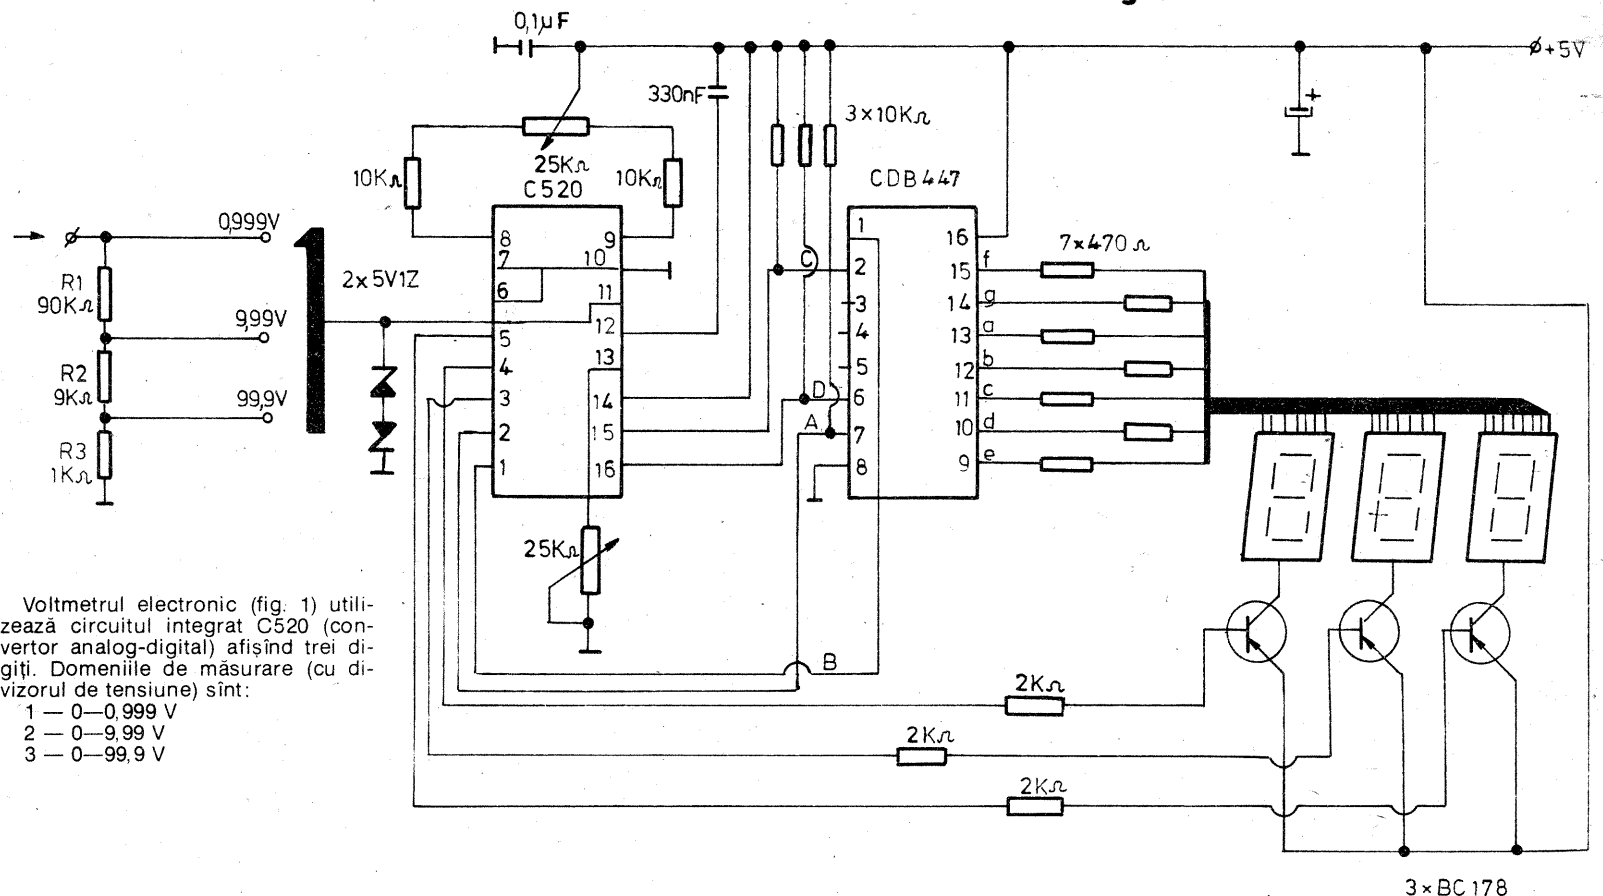 0,1µF
+5V
330nF
3×10KΩ
25KΩ
C520
10KΩ
10KΩ
CDB447
0,999V
R1
90KΩ
9,99V
R2
9KΩ
99,9V
R3
1KΩ
2×5V1Z
8
7
6
5
4
3
2
1
9
10
11
12
13
14
15
16
25KΩ
C
D
A
B
1
2
3
4
5
6
7
8
16
15
14
13
12
11
10
9
f
g
a
b
c
d
e
7×470Ω
+
2KΩ
2KΩ
2KΩ
3×BC178
Voltmetrul electronic (fig. 1) utili-
zează circuitul integrat C520 (con-
vertor analog-digital) afișînd trei di-
giți. Domeniile de măsurare (cu di-
vizorul de tensiune) sînt:
1 — 0—0,999 V
2 — 0—9,99 V
3 — 0—99,9 V